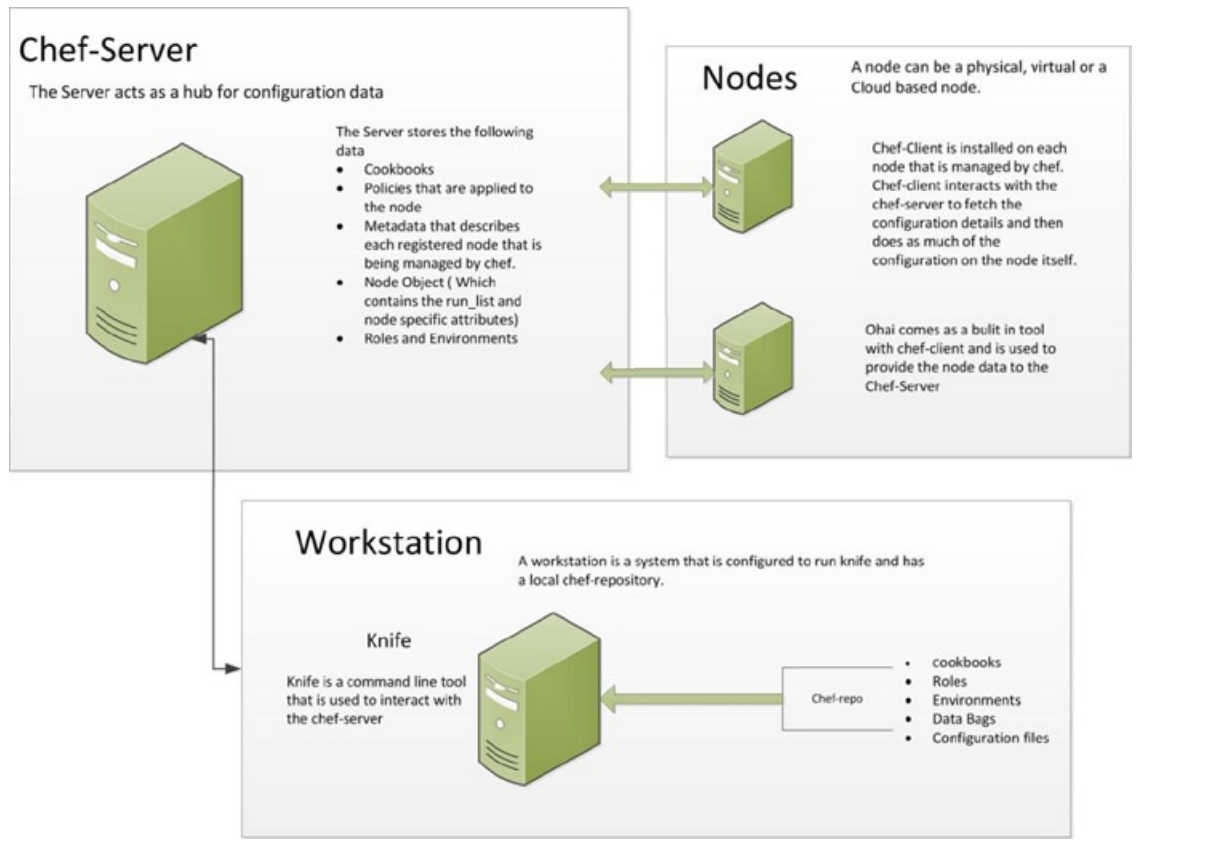 Chef-Server
The Server acts as a hub for configuration data
The Server stores the following
data
• Cookbooks
• Policies that are applied to
the node
• Metadata that describes
each registered node that is
being managed by chef.
• Node Object ( Which
contains the run_list and
node specific attributes)
• Roles and Environments
Nodes
A node can be a physical, virtual or a
Cloud based node.
Chef-Client is installed on each
node that is managed by chef.
Chef-client interacts with the
chef-server to fetch the
configuration details and then
does as much of the
configuration on the node itself.
Ohai comes as a bulit in tool
with chef-client and is used to
provide the node data to the
Chef-Server
Workstation
A workstation is a system that is configured to run knife and has
a local chef-repository.
Knife
Knife is a command line tool
that is used to interact with
the chef-server
Chef-repo
• cookbooks
• Roles
• Environments
• Data Bags
• Configuration files